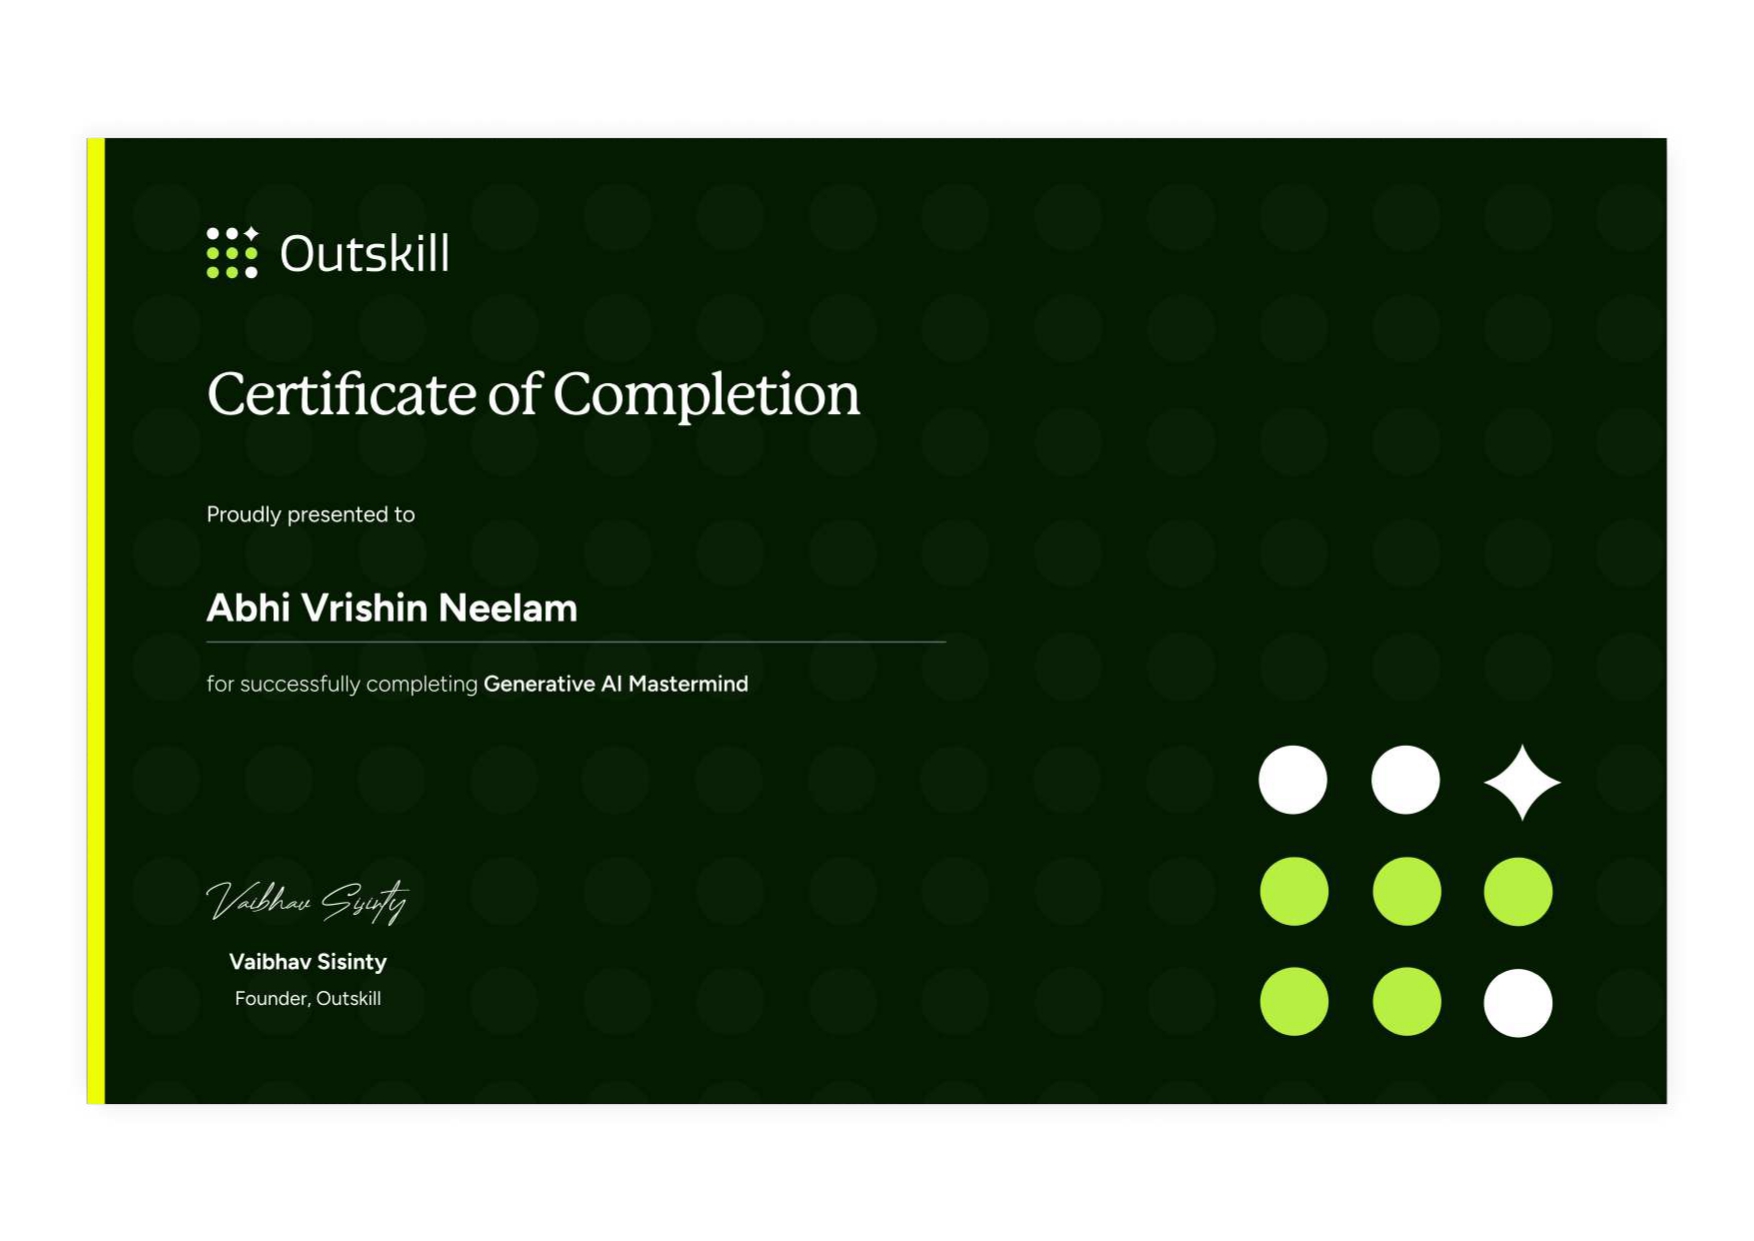 Outskill
Certificate of Completion
Proudly presented to
Abhi Vrishin Neelam
for successfully completing Generative AI Mastermind
Vaibhav Sisinty
Vaibhav Sisinty
Founder, Outskill